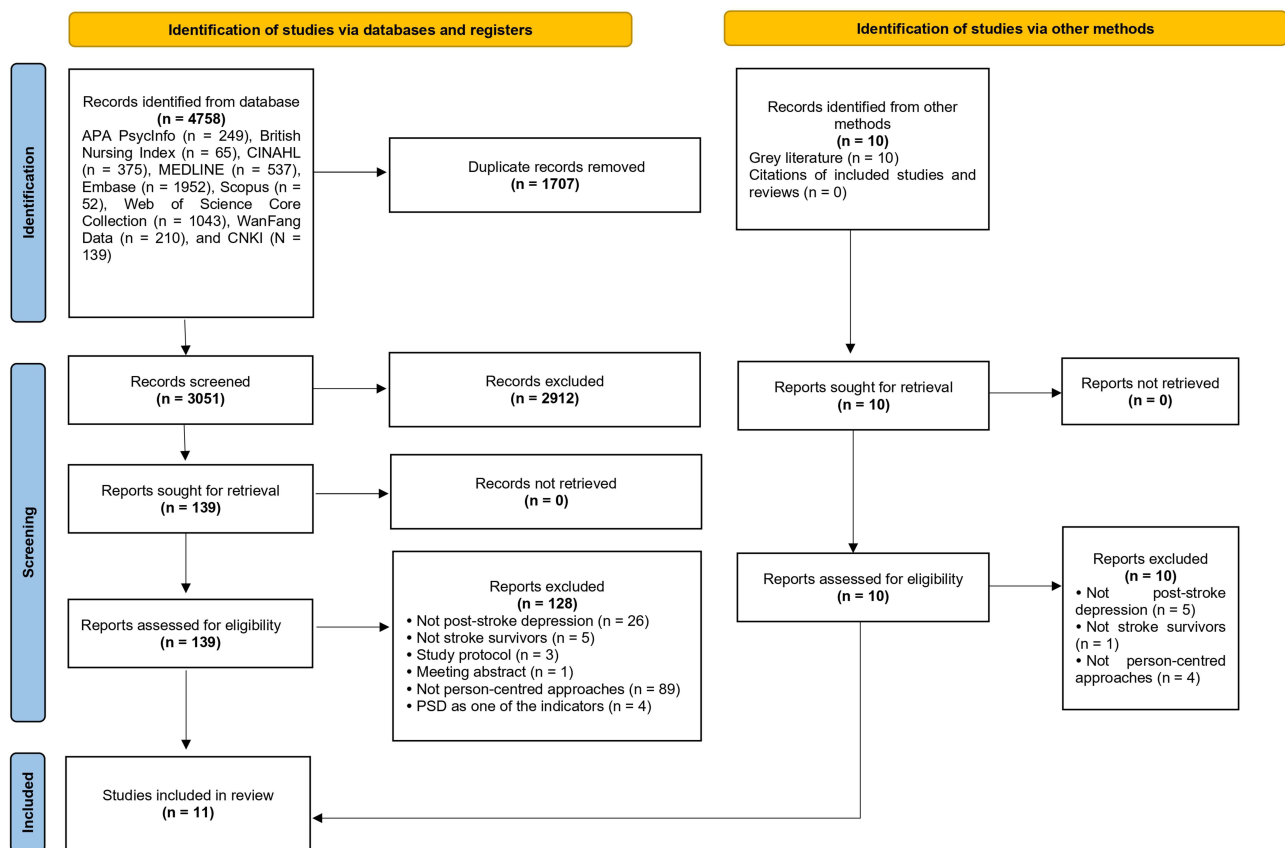 Identification of studies via databases and registers
Identification of studies via other methods
Identification
Records identified from database
(n = 4758)
APA PsycInfo (n = 249), British
Nursing Index (n = 65), CINAHL
(n = 375), MEDLINE (n = 537),
Embase (n = 1952), Scopus (n =
52), Web of Science Core
Collection (n = 1043), WanFang
Data (n = 210), and CNKI (N =
139)
Duplicate records removed
(n = 1707)
Records identified from other
methods
(n = 10)
Grey literature (n = 10)
Citations of included studies and
reviews (n = 0)
Screening
Records screened
(n = 3051)
Records excluded
(n = 2912)
Reports sought for retrieval
(n = 10)
Reports not retrieved
(n = 0)
Reports sought for retrieval
(n = 139)
Records not retrieved
(n = 0)
Reports assessed for eligibility
(n = 139)
Reports excluded
(n = 128)
• Not post-stroke depression (n = 26)
• Not stroke survivors (n = 5)
• Study protocol (n = 3)
• Meeting abstract (n = 1)
• Not person-centred approaches (n = 89)
• PSD as one of the indicators (n = 4)
Reports assessed for eligibility
(n = 10)
Reports excluded
(n = 10)
• Not post-stroke
depression (n = 5)
• Not stroke survivors
(n = 1)
• Not person-centred
approaches (n = 4)
Included
Studies included in review
(n = 11)